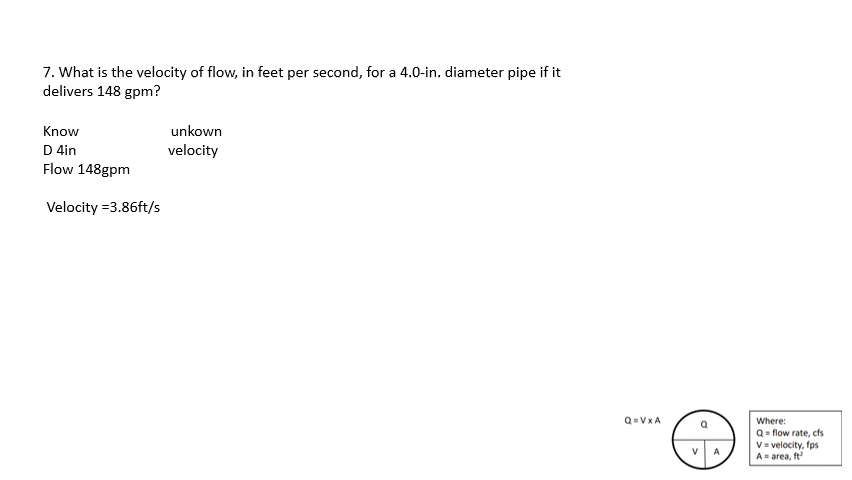 7. What is the velocity of flow, in feet per second, for a 4.0-in. diameter pipe if it
delivers 148 gpm?
Know unkown
D 4in velocity
Flow 148gpm
Velocity =3.86ft/s
Q = V x A
Q
V A
Where:
Q = flow rate, cfs
V = velocity, fps
A = area, ft²